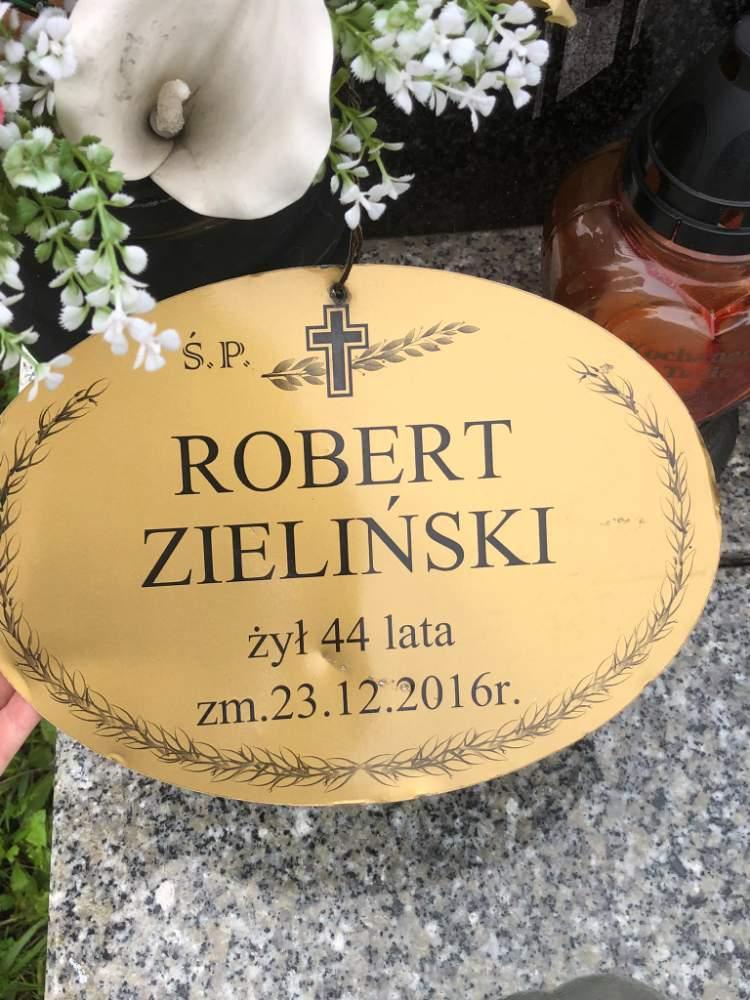 Ś.P.
ROBERT
ZIELIŃSKI
żył 44 lata
zm.23.12.2016r.